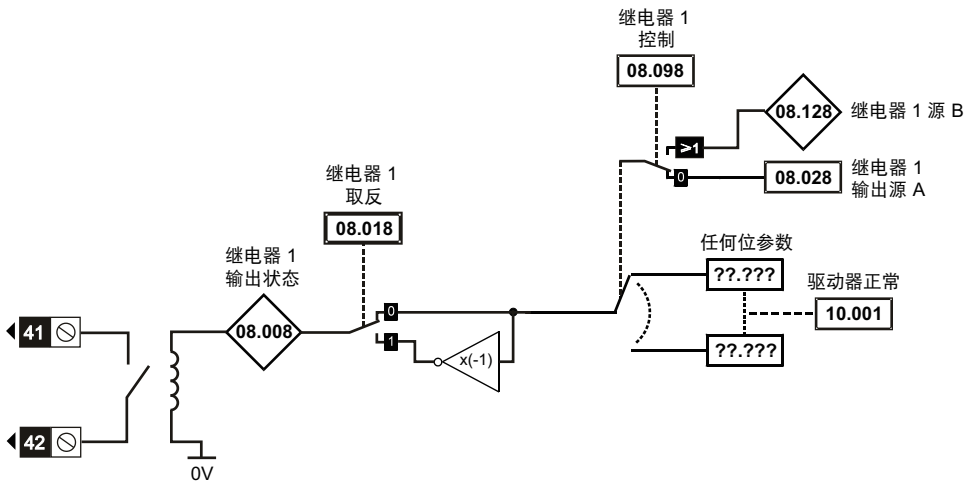 继电器 1
控制
08.098
08.128
继电器 1 源 B
>1
0
08.028
继电器 1
输出源 A
继电器 1
取反
08.018
继电器 1
输出状态
08.008
0
1
x(-1)
任何位参数
??.???
驱动器正常
10.001
??.???
41
42
0V